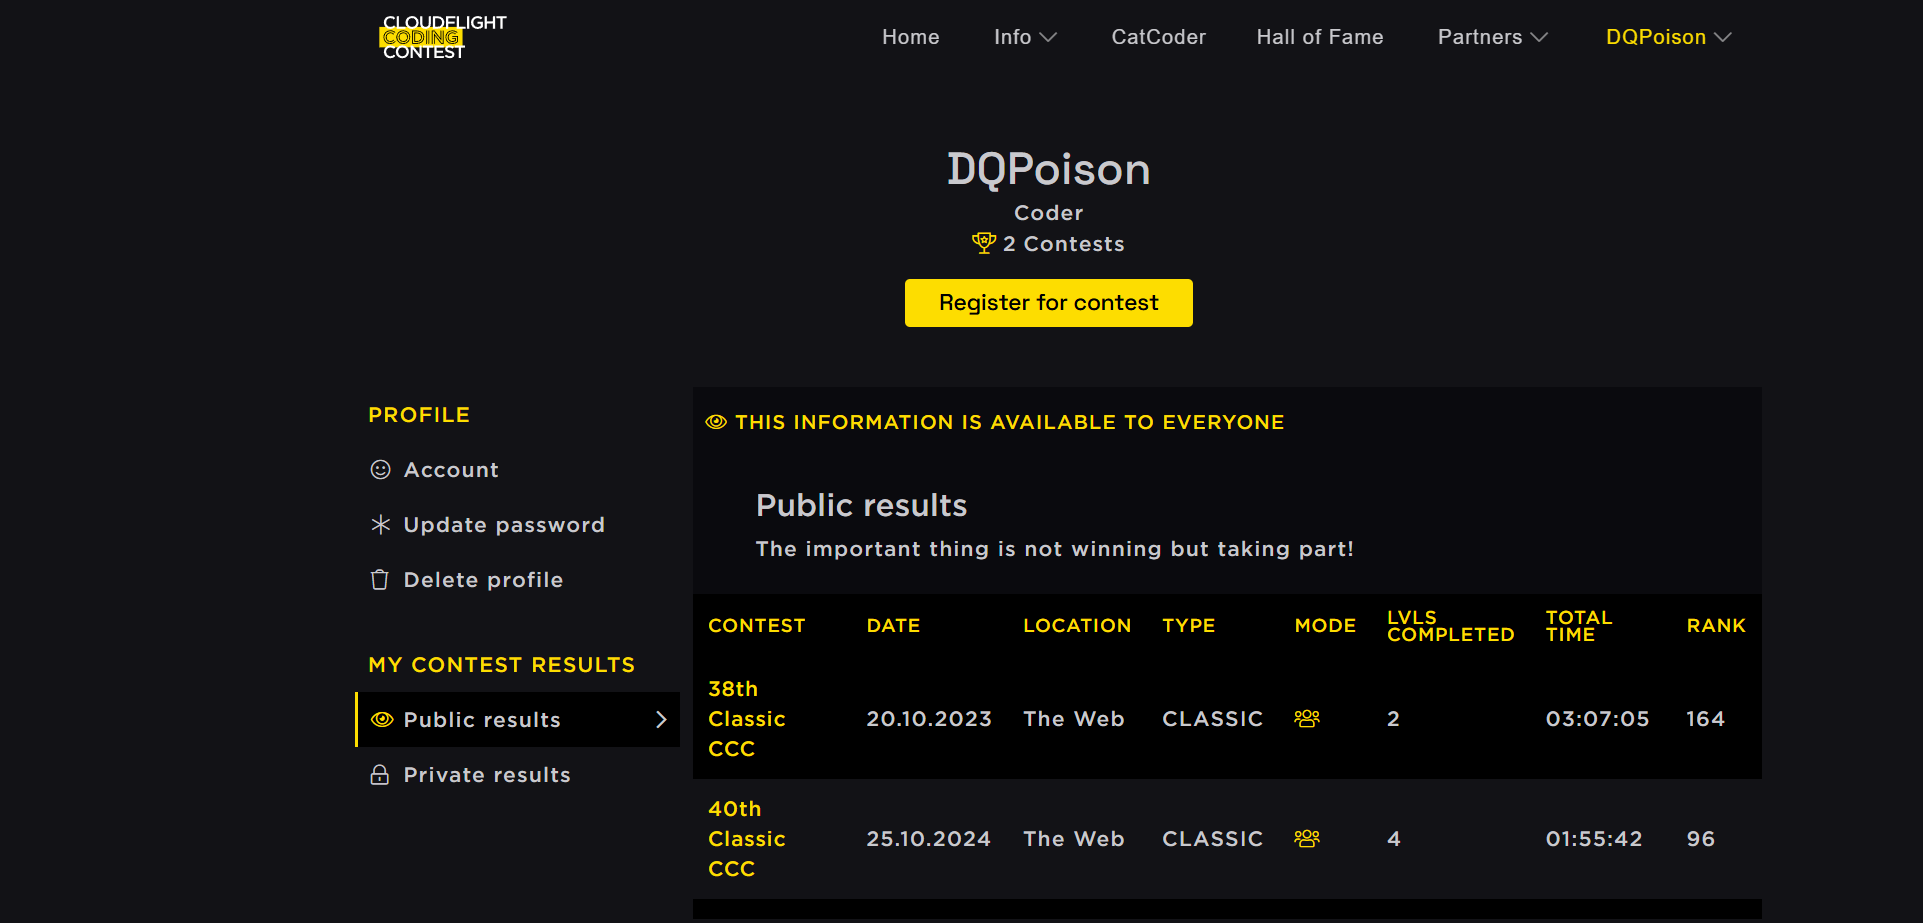 CLOUDELIGHT
CODING
CONTEST
Home
Info
CatCoder
Hall of Fame
Partners
DQPoison
DQPoison
Coder
2 Contests
Register for contest
PROFILE
Account
Update password
Delete profile
MY CONTEST RESULTS
Public results
Private results
THIS INFORMATION IS AVAILABLE TO EVERYONE
Public results
The important thing is not winning but taking part!
CONTEST DATE LOCATION TYPE MODE LVLS COMPLETED TOTAL TIME RANK
38th
Classic 20.10.2023 The Web CLASSIC 2 03:07:05 164
CCC
40th
Classic 25.10.2024 The Web CLASSIC 4 01:55:42 96
CCC